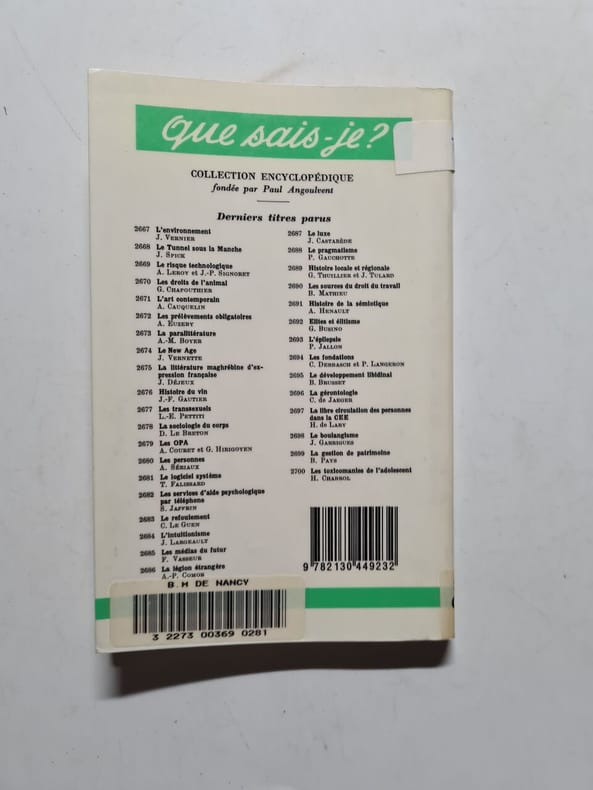 que sais-je?
COLLECTION ENCYCLOPÉDIQUE
fondée par Paul Angoulvent
Derniers titres parus
2667 L'environnement
J. VERNIER
2668 Le Tunnel sous la Manche
J. SPICK
2669 Le risque technologique
A. LEROY et J.-P. SIGNORET
2670 Les droits de l'animal
G. CHAPOUTHIER
2671 L'art contemporain
A. CAUQUELIN
2672 Les prélèvements obligatoires
A. EUZEBY
2673 La paralittérature
A.-M. BOYER
2674 Le New Age
J. VERNETTE
2675 La littérature maghrébine d'ex-
pression française
J. DÉJEUX
2676 Histoire du vin
J.-F. GAUTIER
2677 Les transsexuels
L.-E. PETTITI
2678 La sociologie du corps
D. LE BRETON
2679 Les OPA
A. COURET et G. HIRIGOYEN
2680 Les personnes
A. SÉRIAUX
2681 Le logiciel système
T. FALISSARD
2682 Les services d'aide psychologique
par téléphone
S. JAFFRIN
2683 Le refoulement
C. LE GUEN
2684 L'intuitionisme
J. LARGEAULT
2685 Les médias du futur
F. VASSEUR
2686 La légion étrangère
A.-P. COMOR
2687 Le luxe
J. CASTARÈDE
2688 Le pragmatisme
P. GAUCHOTTE
2689 Histoire locale et régionale
G. THUILLIER et J. TULARD
2690 Les sources du droit du travail
B. MATHIEU
2691 Histoire de la sémiotique
A. HENAULT
2692 Elites et élitisme
G. BUSINO
2693 L'épilepsie
P. JALLON
2694 Les fondations
C. DEBBASCH et P. LANGERON
2695 Le développement libidinal
B. BRUSSET
2696 La gérontologie
C. de JAEGER
2697 La libre circulation des personnes
dans la CEE
H. de LARY
2698 Le boulangisme
J. GARRIGUES
2699 La gestion de patrimoine
B. PAYS
2700 Les toxicomanies de l'adolescent
H. CHABROL
9 782130 449232
B.M DE NANCY
3 2273 00369 0281